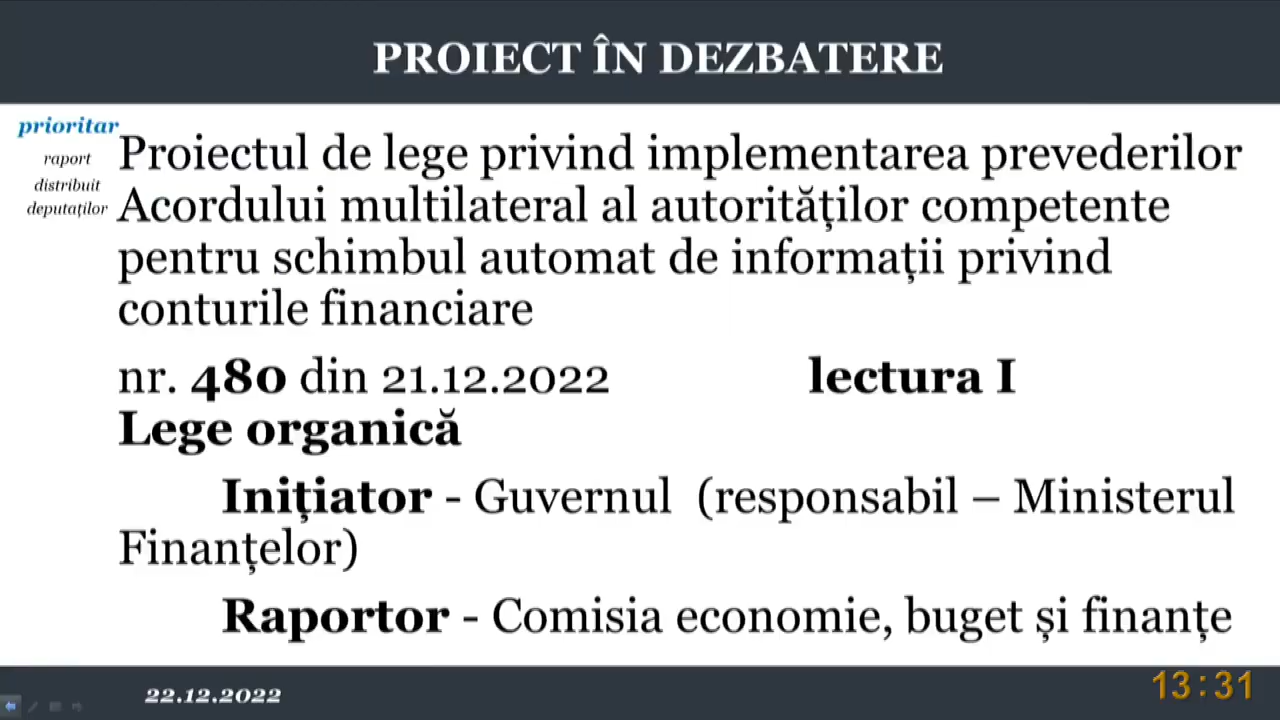 PROIECT ÎN DEZBATERE
prioritar
raport
distribuit
deputaților
Proiectul de lege privind implementarea prevederilor
Acordului multilateral al autorităților competente
pentru schimbul automat de informații privind
conturile financiare
nr. 480 din 21.12.2022 lectura I
Lege organică
Inițiator - Guvernul (responsabil – Ministerul
Finanțelor)
Raportor - Comisia economie, buget și finanțe
22.12.2022
13:31